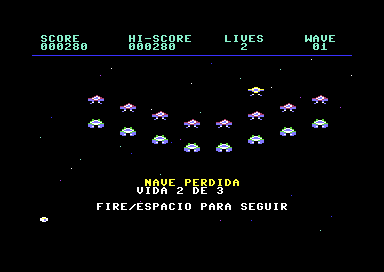 SCORE HI-SCORE LIVES WAVE
000280 000280 2 01
NAVE PERDIDA
VIDA 2 DE 3
FIRE/ESPACIO PARA SEGUIR